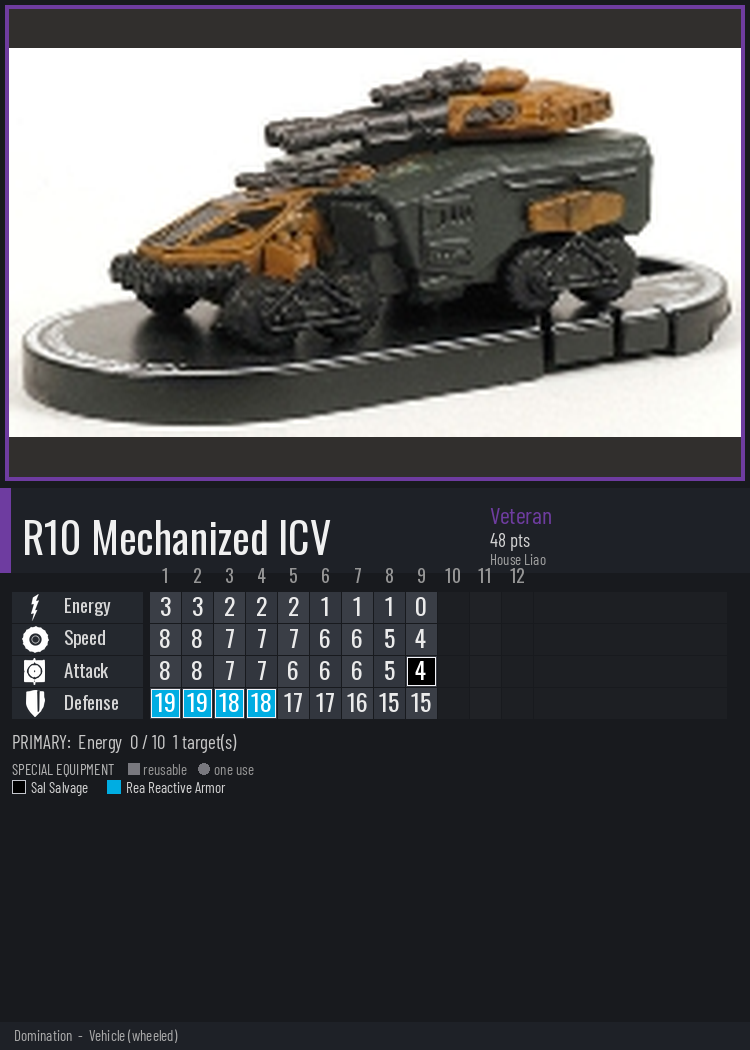 R10 Mechanized ICV
Veteran
48 pts
House Liao
1 2 3 4 5 6 7 8 9 10 11 12
Energy 3 3 2 2 2 1 1 1 0
Speed 8 8 7 7 7 6 6 5 4
Attack 8 8 7 7 6 6 6 5 4
Defense 19 19 18 18 17 17 16 15 15
PRIMARY: Energy 0 / 10 1 target(s)
SPECIAL EQUIPMENT reusable one use
Sal Salvage Rea Reactive Armor
Domination - Vehicle (wheeled)